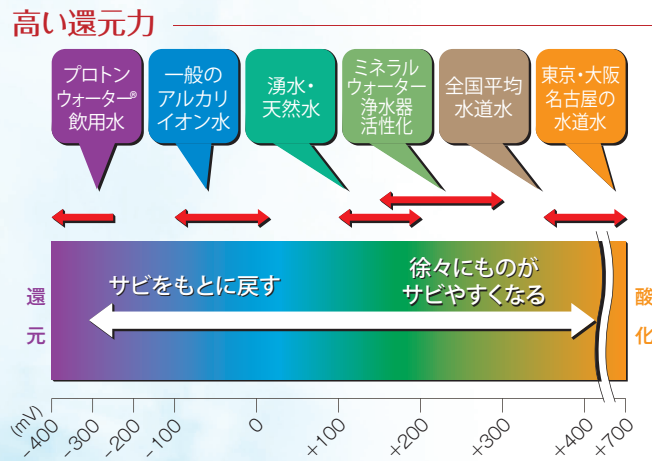 高い還元力
プロトン
ウォーター®
飲用水
一般の
アルカリ
イオン水
湧水・
天然水
ミネラル
ウォーター
浄水器
活性化
全国平均
水道水
東京・大阪
名古屋の
水道水
サビをもとに戻す
徐々にものが
サビやすくなる
還
元
酸
化
(mV)
-400
-300
-200
-100
0
+100
+200
+300
+400
+700